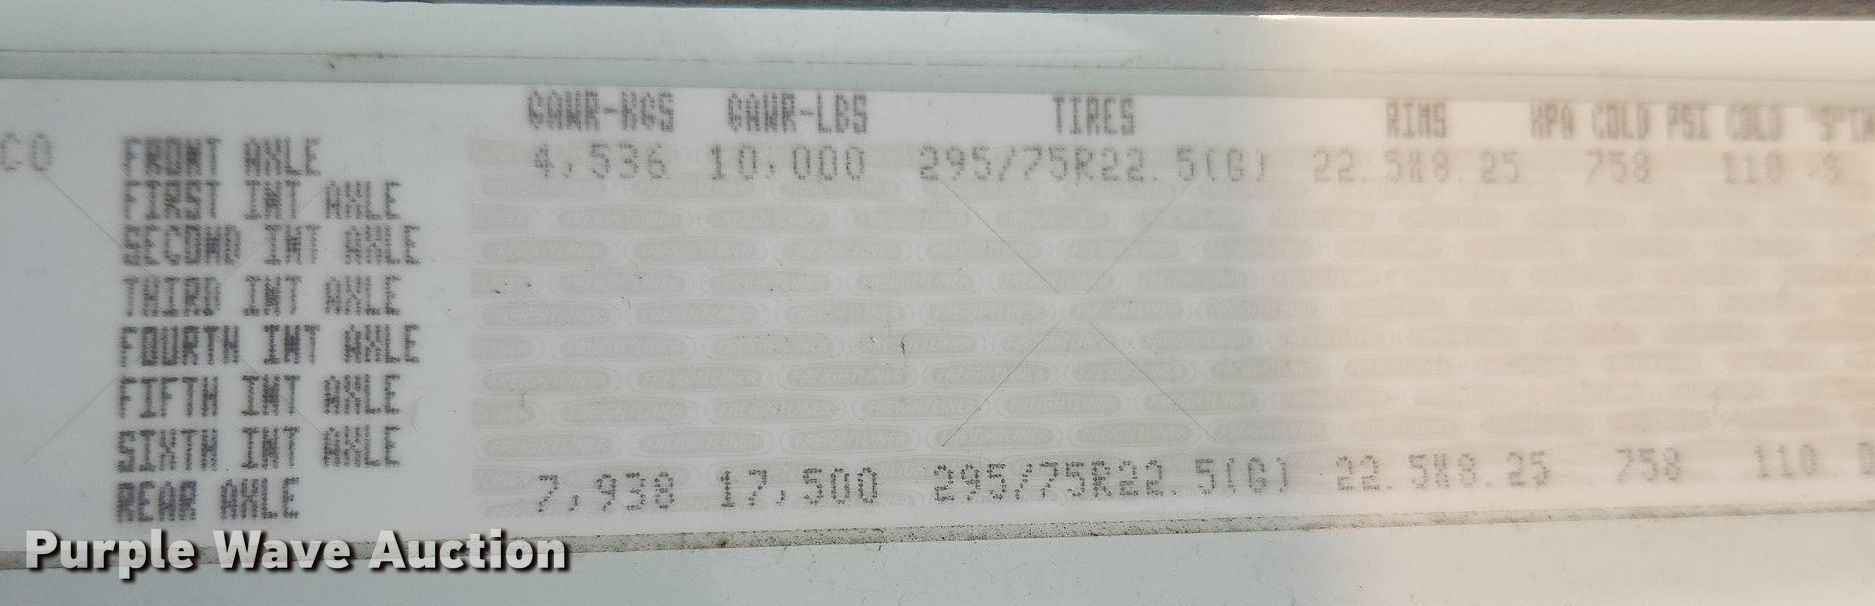 GAWR-KGS GAWR-LBS TIRES RIMS KPA COLD PSI COLD
CO FRONT AXLE 4,536 10,000 295/75R22.5(G) 22.5X8.25 758 110 S
FIRST INT AXLE
SECOND INT AXLE
THIRD INT AXLE
FOURTH INT AXLE
FIFTH INT AXLE
SIXTH INT AXLE
REAR AXLE 7,938 17,500 295/75R22.5(G) 22.5X8.25 758 110
Purple Wave Auction